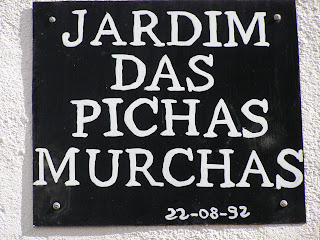 JARDIM
DAS
PICHAS
MURCHAS
22-08-92